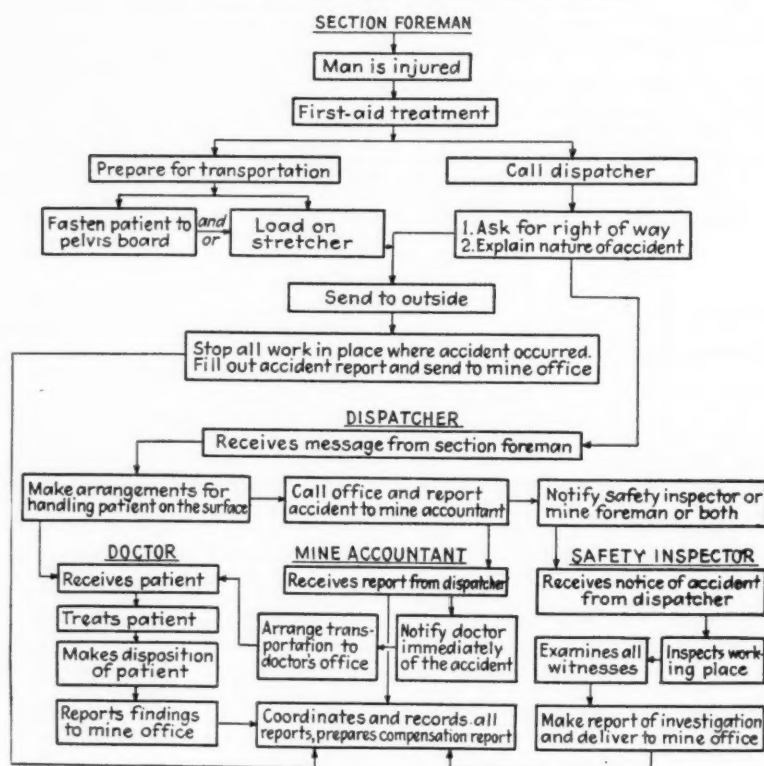 SECTION FOREMAN
Man is injured
First-aid treatment
Prepare for transportation
Call dispatcher
Fasten patient to
pelvis board
and
or
Load on
stretcher
1. Ask for right of way
2. Explain nature of accident
Send to outside
Stop all work in place where accident occurred.
Fill out accident report and send to mine office
DISPATCHER
Receives message from section foreman
Make arrangements for
handling patient on the surface
Call office and report
accident to mine accountant
Notify safety inspector or
mine foreman or both
DOCTOR
Receives patient
Treats patient
Makes disposition
of patient
Reports findings
to mine office
MINE ACCOUNTANT
Receives report from dispatcher
Arrange trans-
portation to
doctor's office
Notify doctor
immediately
of the accident
Coordinates and records all
reports, prepares compensation report
SAFETY INSPECTOR
Receives notice of accident
from dispatcher
Examines all
witnesses
Inspects work-
ing place
Make report of investigation
and deliver to mine office